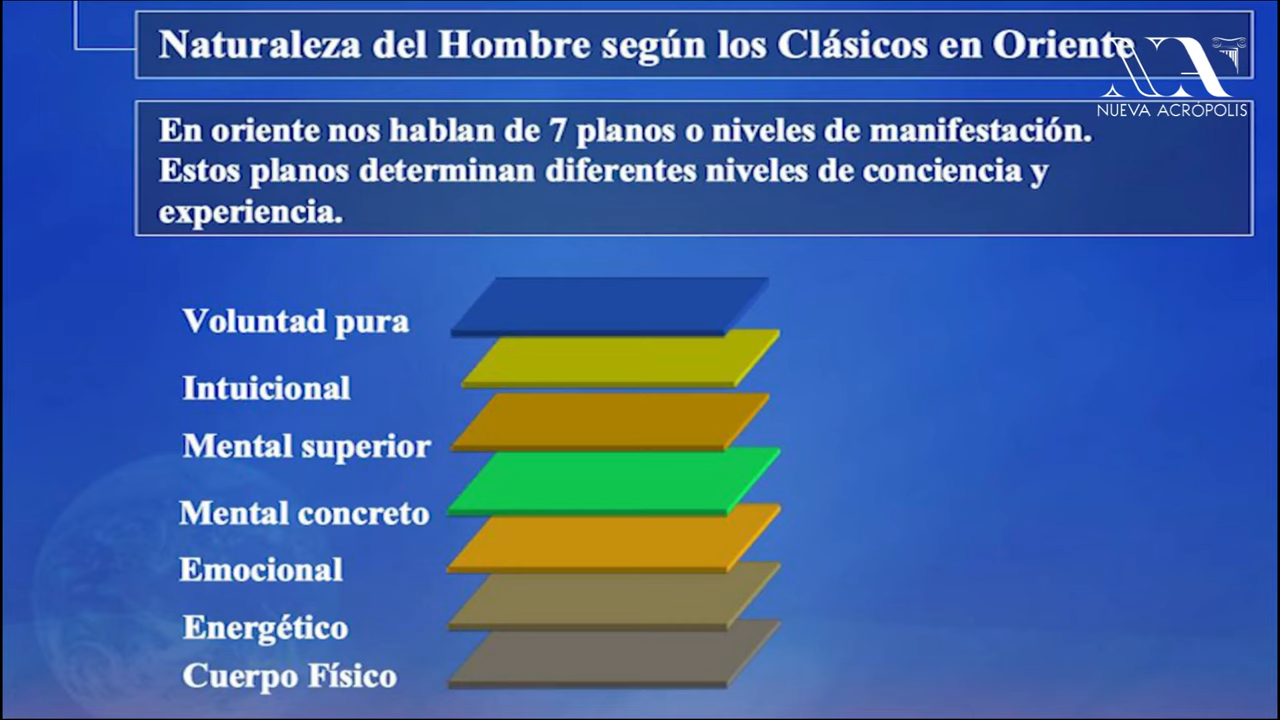 Naturaleza del Hombre según los Clásicos en Oriente
NUEVA ACRÓPOLIS
En oriente nos hablan de 7 planos o niveles de manifestación.
Estos planos determinan diferentes niveles de conciencia y
experiencia.
Voluntad pura
Intuicional
Mental superior
Mental concreto
Emocional
Energético
Cuerpo Físico